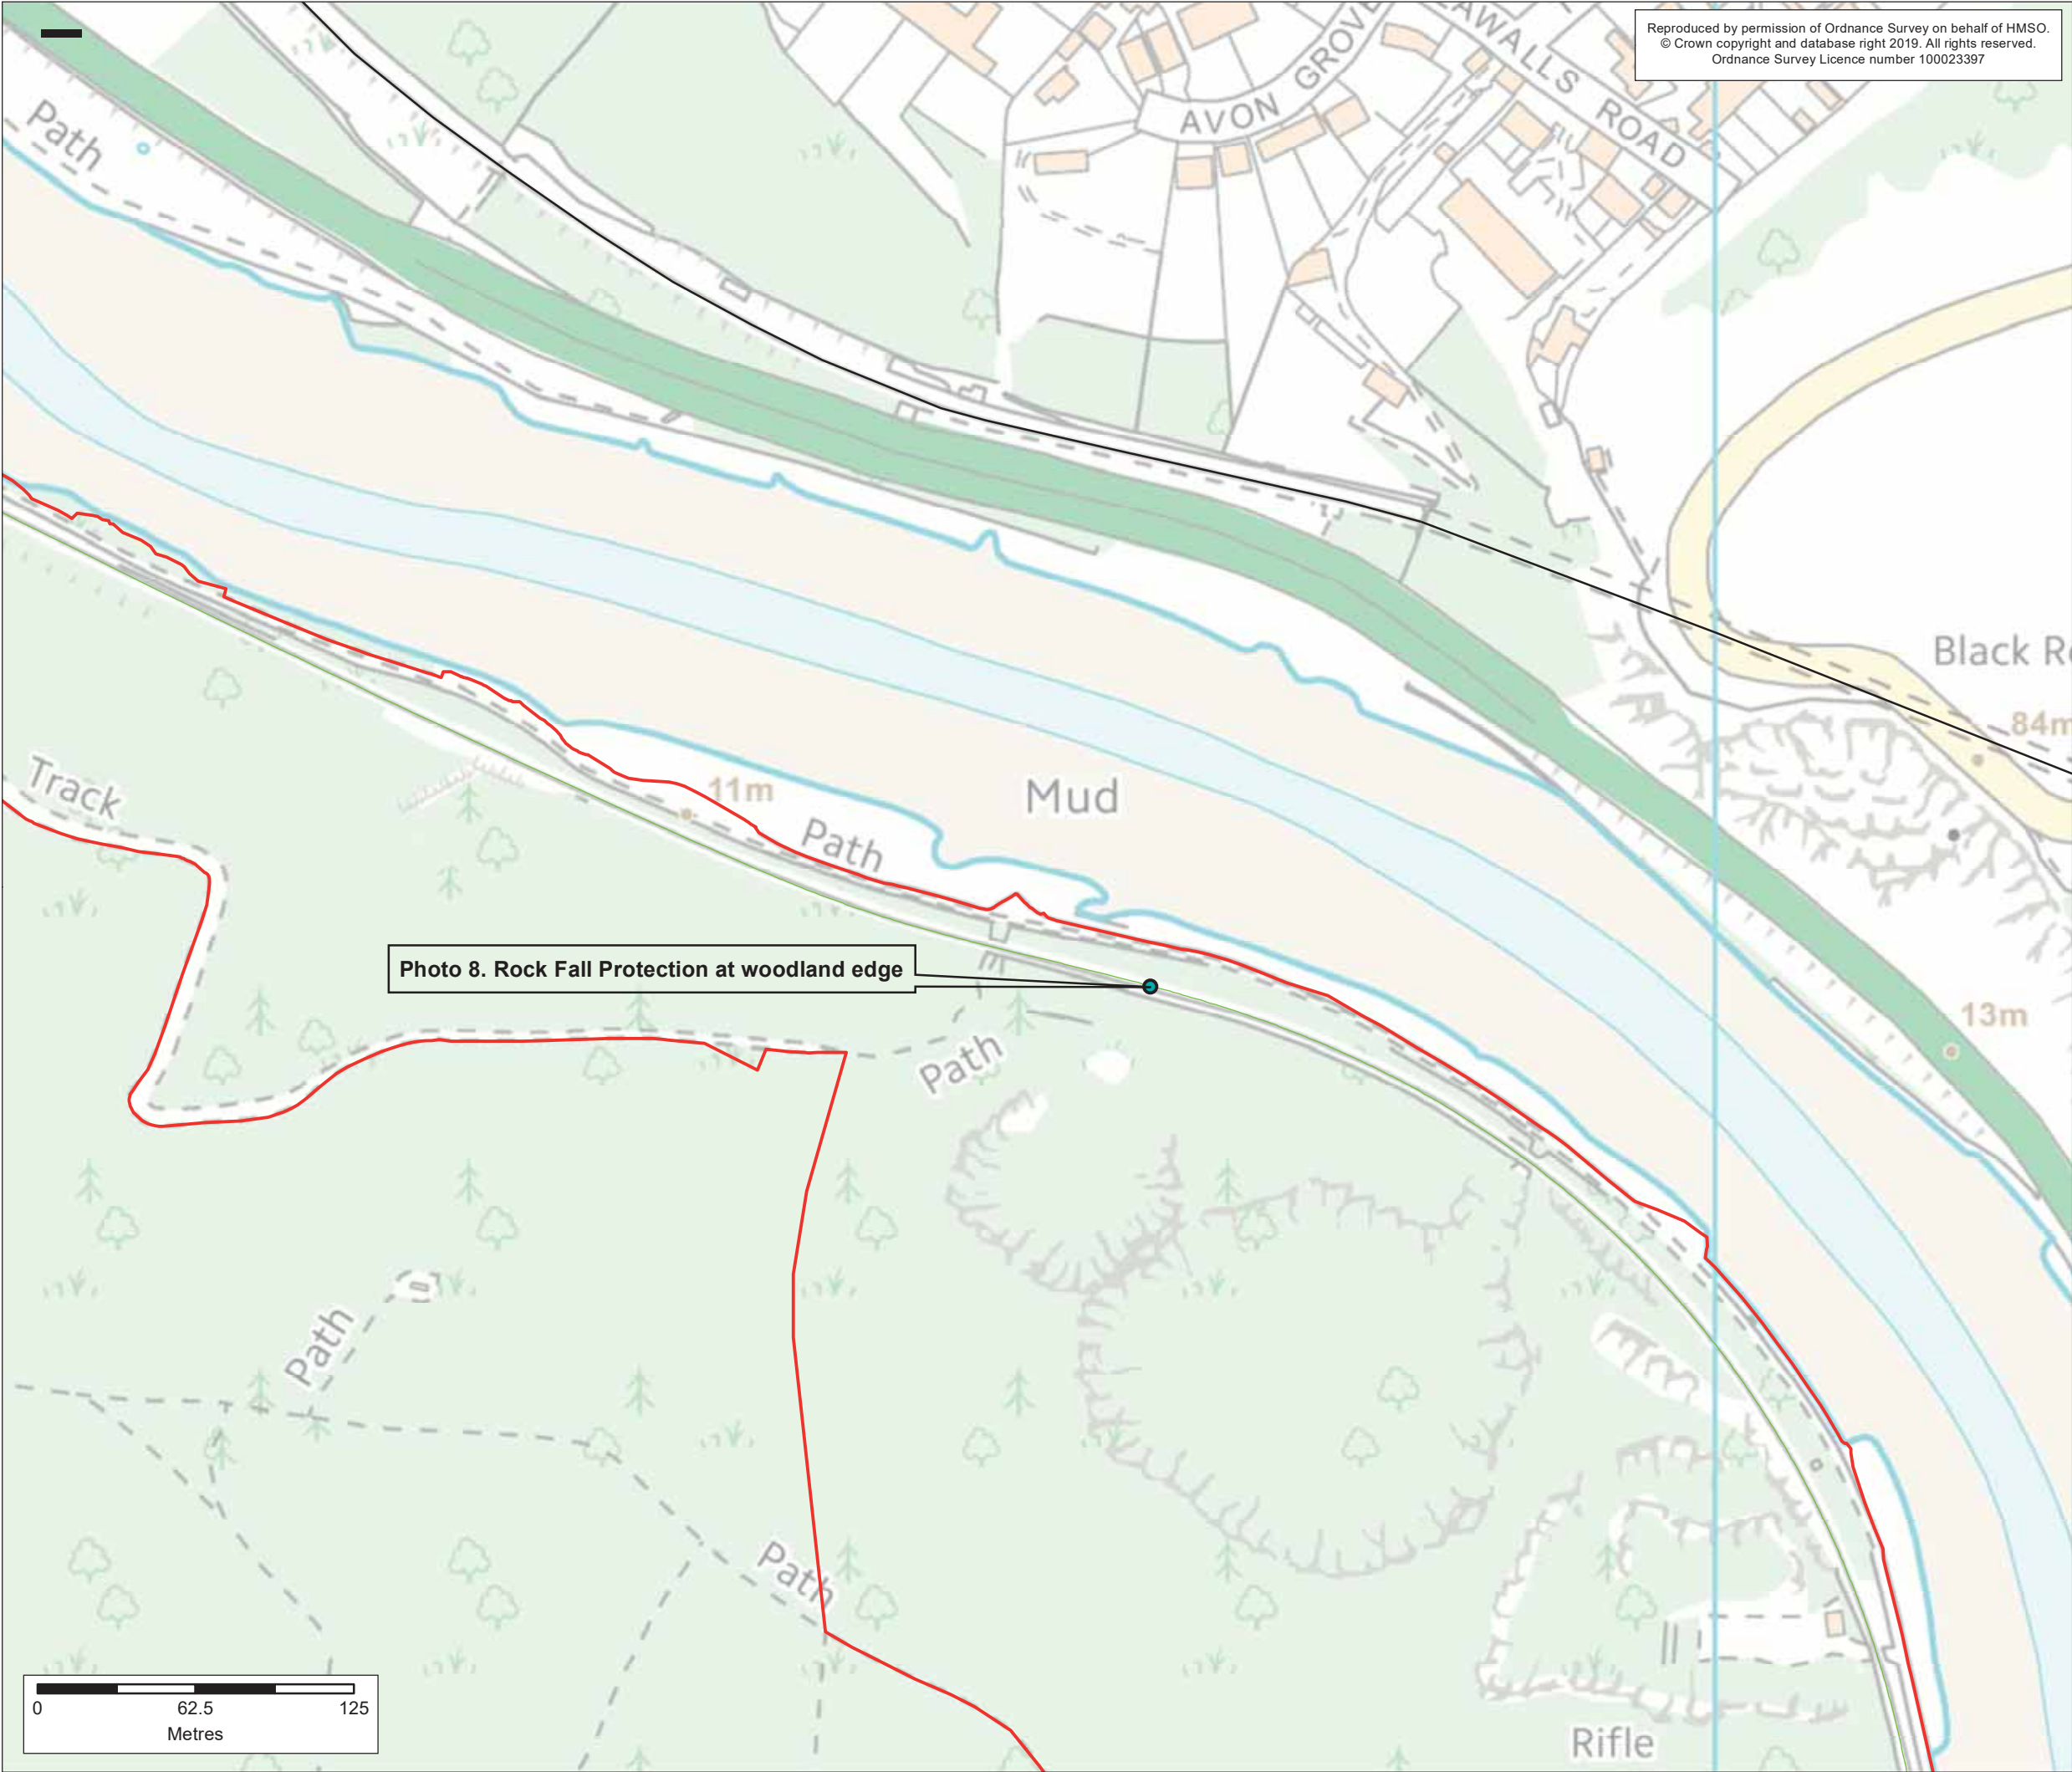 Reproduced by permission of Ordnance Survey on behalf of HMSO.
© Crown copyright and database right 2019. All rights reserved.
Ordnance Survey Licence number 100023397
AVON GROVE
AWALLS ROAD
Path
Black R
84m
Track
11m
Mud
Path
Photo 8. Rock Fall Protection at woodland edge
13m
Path
Path
Path
0 62.5 125
Metres
Rifle